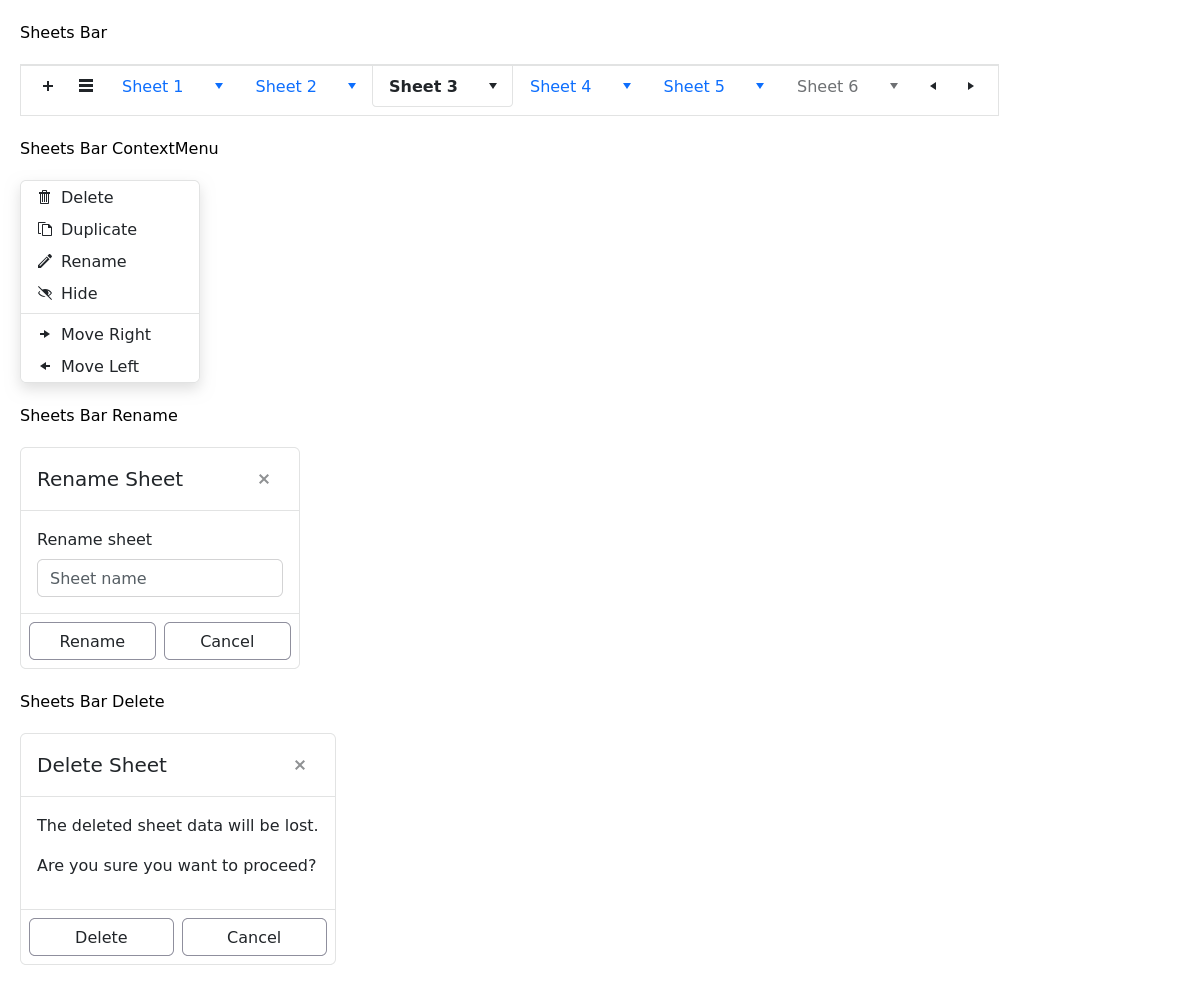 Sheets Bar
Sheet 1 Sheet 2 Sheet 3 Sheet 4 Sheet 5 Sheet 6
Sheets Bar ContextMenu
Delete
Duplicate
Rename
Hide
Move Right
Move Left
Sheets Bar Rename
Rename Sheet
Rename sheet
Sheet name
Rename Cancel
Sheets Bar Delete
Delete Sheet
The deleted sheet data will be lost.
Are you sure you want to proceed?
Delete Cancel